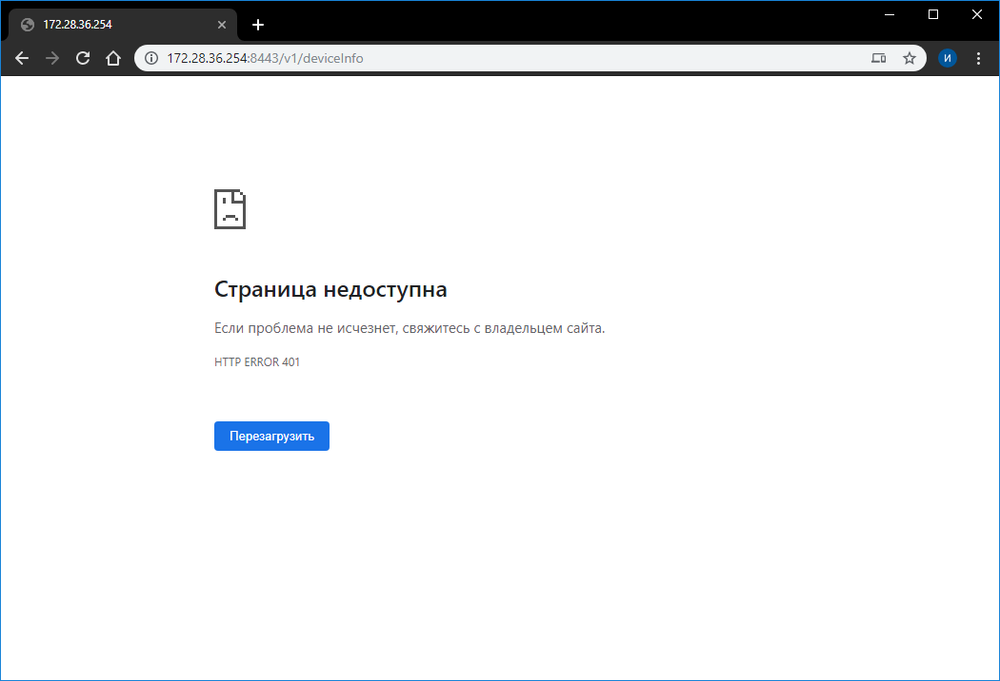 172.28.36.254
172.28.36.254:8443/v1/deviceInfo
И
Страница недоступна
Если проблема не исчезнет, свяжитесь с владельцем сайта.
HTTP ERROR 401
Перезагрузить